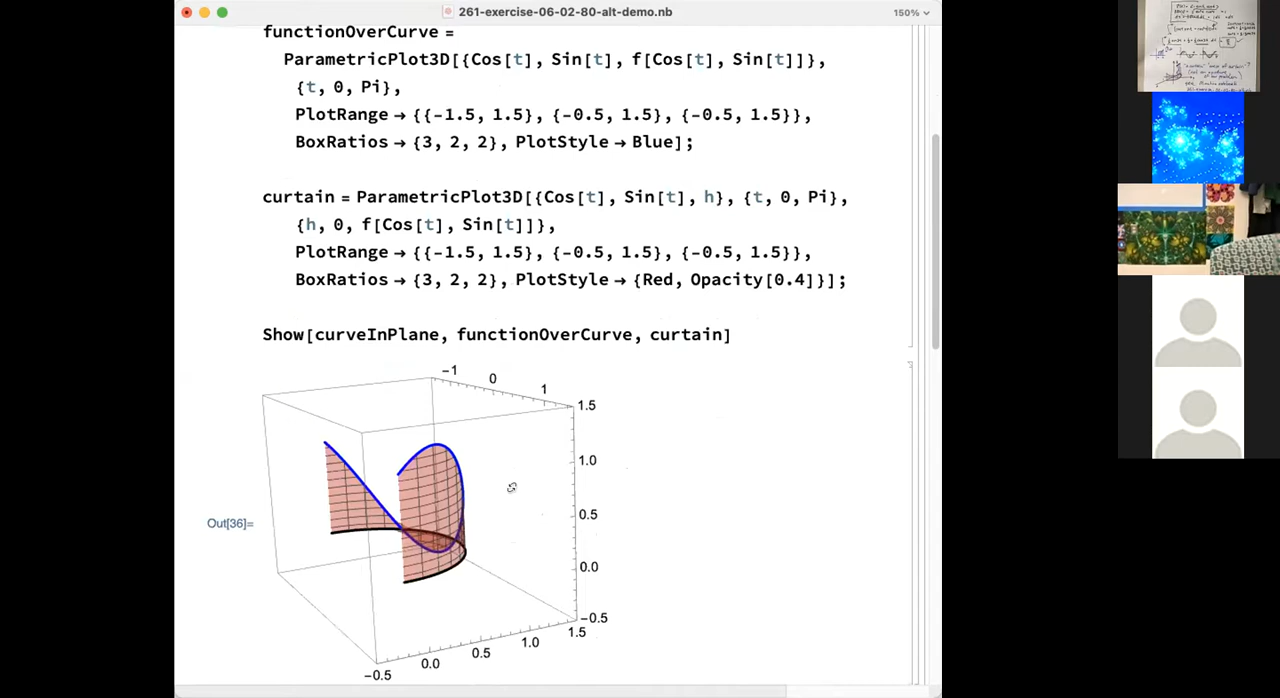 261-exercise-06-02-80-alt-demo.nb
150%
functionOverCurve =
ParametricPlot3D[{Cos[t], Sin[t], f[Cos[t], Sin[t]]},
{t, 0, Pi},
PlotRange → {{-1.5, 1.5}, {-0.5, 1.5}, {-0.5, 1.5}},
BoxRatios → {3, 2, 2}, PlotStyle → Blue];
curtain = ParametricPlot3D[{Cos[t], Sin[t], h}, {t, 0, Pi},
{h, 0, f[Cos[t], Sin[t]]},
PlotRange → {{-1.5, 1.5}, {-0.5, 1.5}, {-0.5, 1.5}},
BoxRatios → {3, 2, 2}, PlotStyle → {Red, Opacity[0.4]}];
Show[curveInPlane, functionOverCurve, curtain]
-1
0
1
1.5
1.0
0.5
0.0
-0.5
Out[36]=
1.5
1.0
0.5
0.0
-0.5